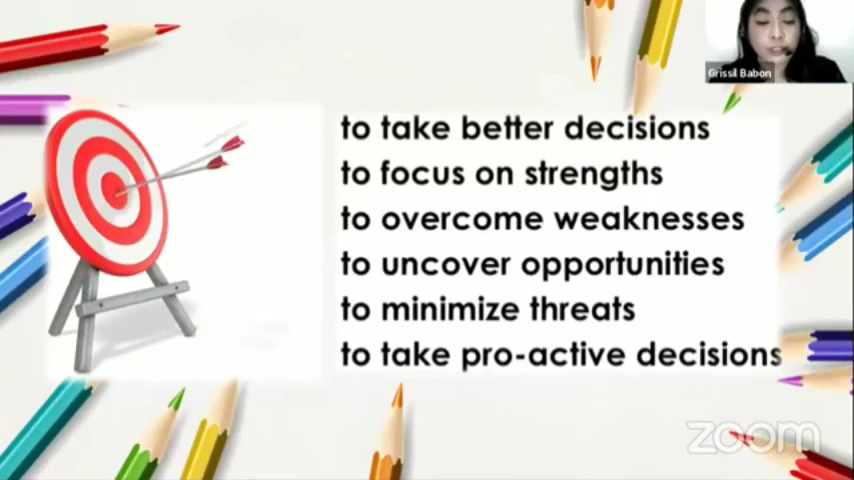 Grissil Babon
to take better decisions
to focus on strengths
to overcome weaknesses
to uncover opportunities
to minimize threats
to take pro-active decisions
zoom